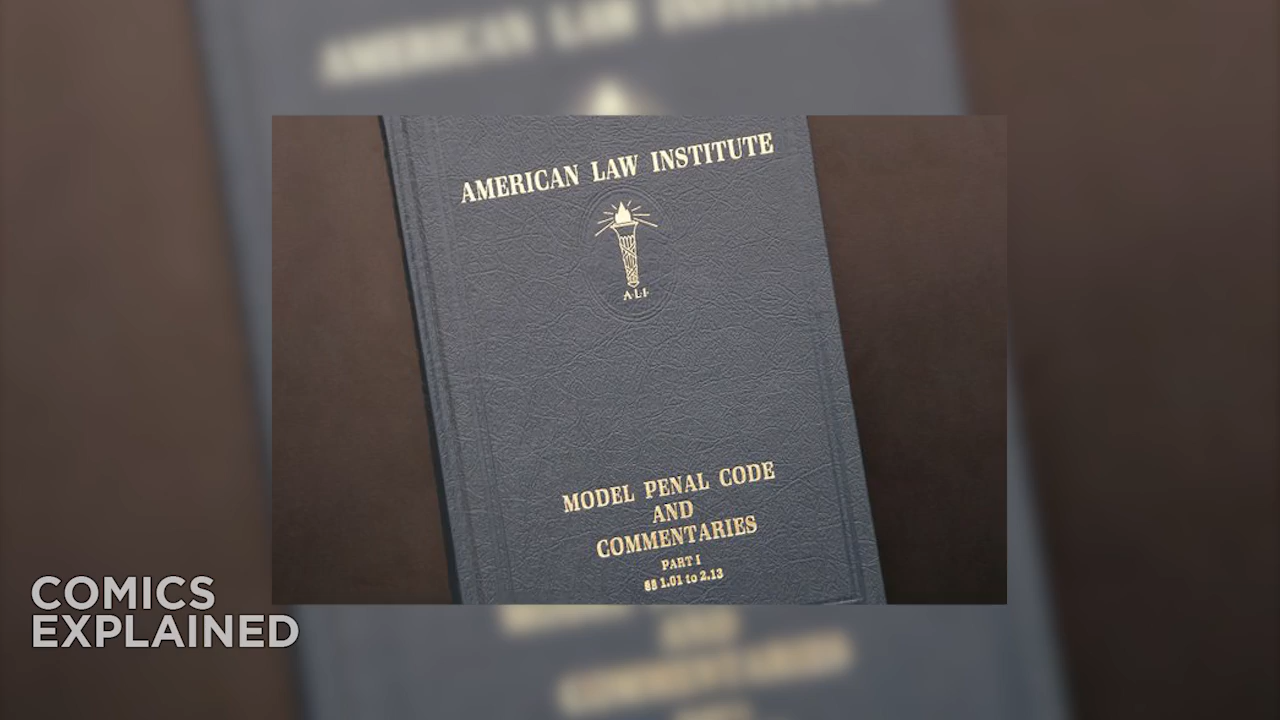 AMERICAN LAW INSTITUTE
A·L·I·
MODEL PENAL CODE
AND
COMMENTARIES
PART I
§§ 1.01 to 2.13
COMICS
EXPLAINED